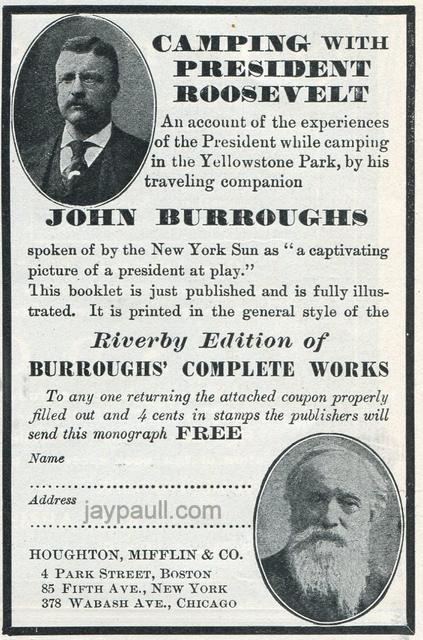 CAMPING WITH
PRESIDENT
ROOSEVELT
An account of the experiences
of the President while camping
in the Yellowstone Park, by his
traveling companion
JOHN BURROUGHS
spoken of by the New York Sun as “a captivating
picture of a president at play.”
This booklet is just published and is fully illus-
trated. It is printed in the general style of the
Riverby Edition of
BURROUGHS’ COMPLETE WORKS
To any one returning the attached coupon properly
filled out and 4 cents in stamps the publishers will
send this monograph FREE
Name
Address
jaypaull.com
HOUGHTON, MIFFLIN & CO.
4 PARK STREET, BOSTON
85 FIFTH AVE., NEW YORK
378 WABASH AVE., CHICAGO